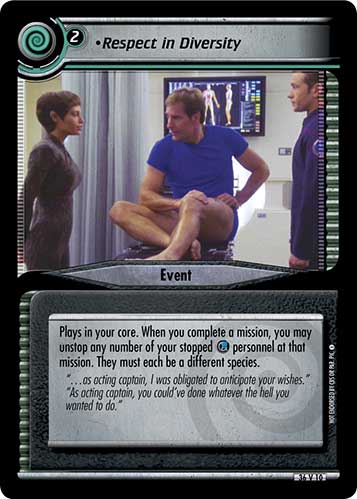 2
•Respect in Diversity
Event
Plays in your core. When you complete a mission, you may
unstop any number of your stopped personnel at that
mission. They must each be a different species.
“…as acting captain, I was obligated to anticipate your wishes.”
“As acting captain, you could’ve done whatever the hell you
wanted to do.”
36 V 10